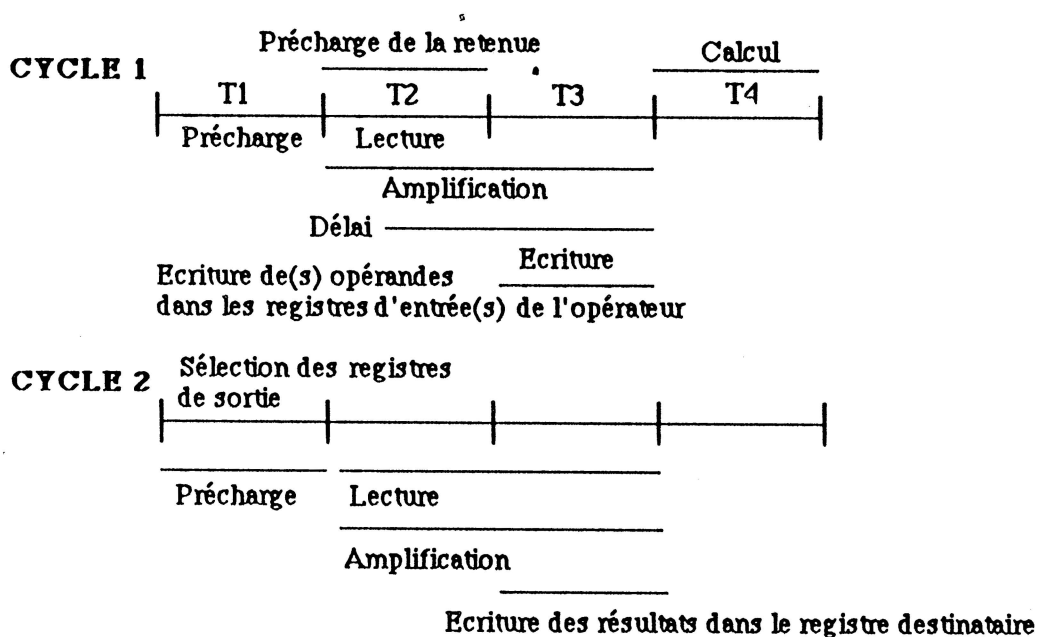 Précharge de la retenue
Calcul
CYCLE 1
T1 T2 T3 T4
Précharge Lecture
Amplification
Délai
Ecriture
Ecriture de(s) opérandes
dans les registres d'entrée(s) de l'opérateur
Sélection des registres
CYCLE 2
de sortie
Précharge Lecture
Amplification
Ecriture des résultats dans le registre destinataire